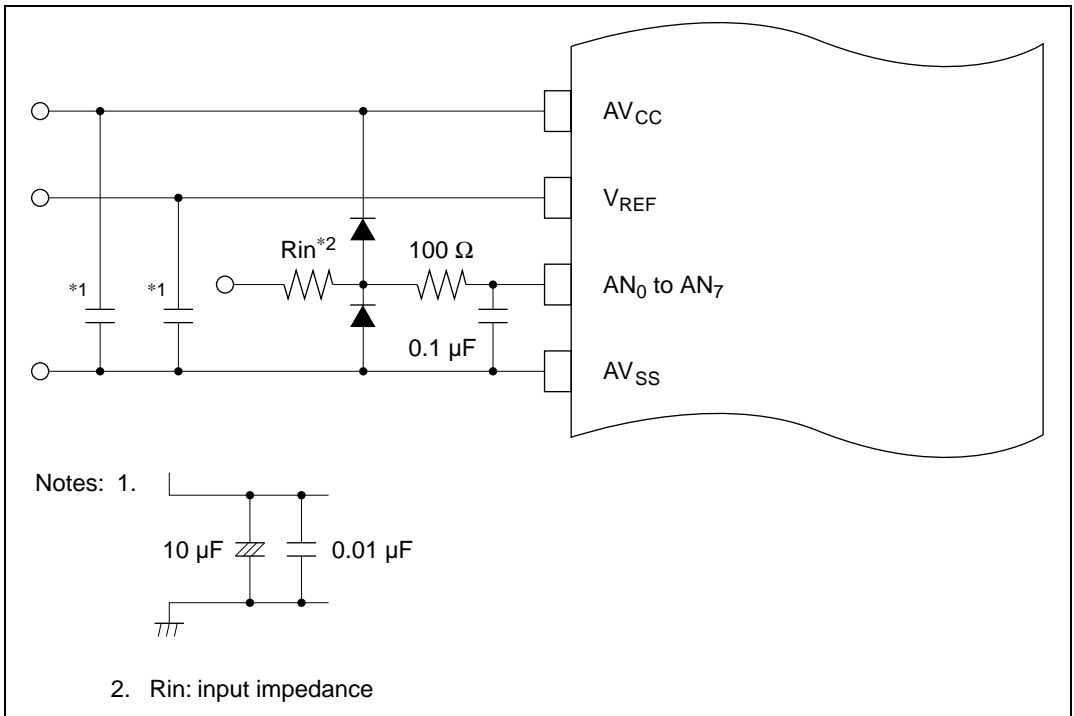 AVCC
VREF
Rin*2
100 Ω
*1
*1
AN0 to AN7
0.1 µF
AVSS
Notes: 1.
10 µF
0.01 µF
2. Rin: input impedance